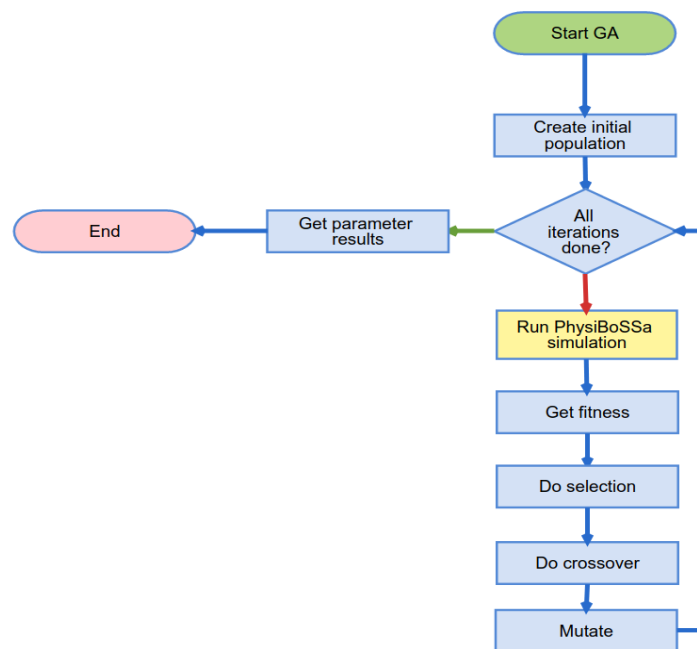 Start GA
Create initial
population
All
iterations
done?
Get parameter
results
End
Run PhysiBoSSa
simulation
Get fitness
Do selection
Do crossover
Mutate